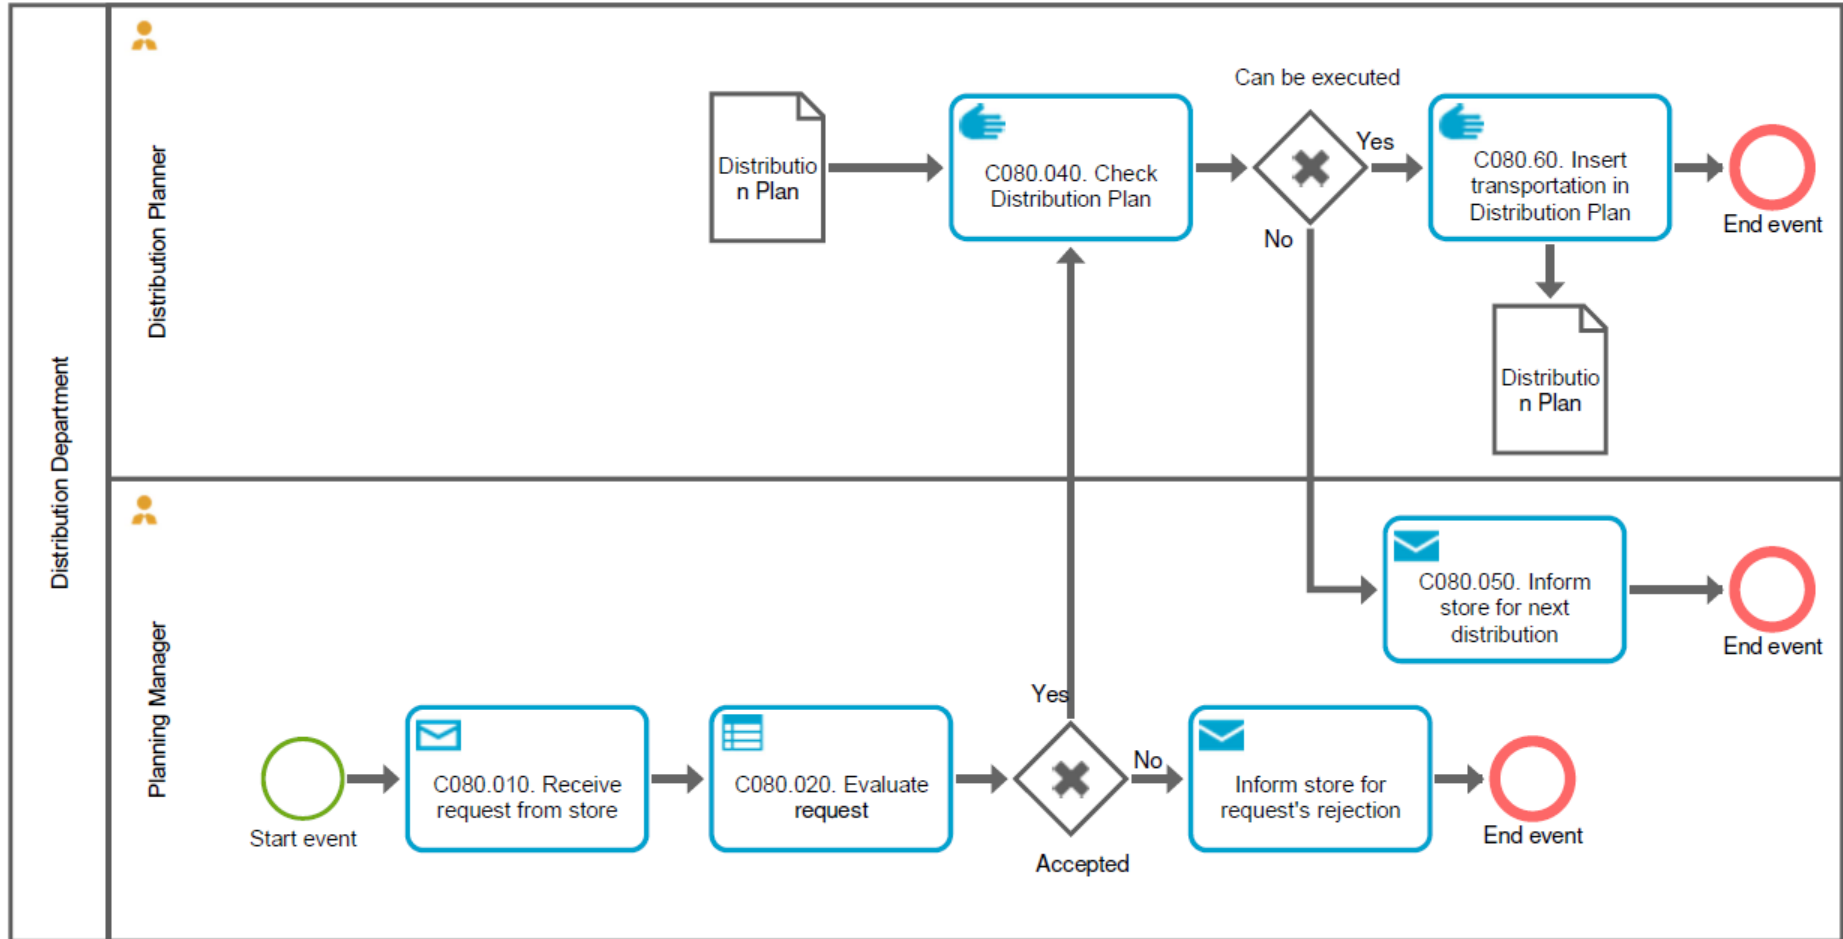 Distribution Department
Distribution Planner
Distributio
n Plan
C080.040. Check
Distribution Plan
Can be executed
Yes
No
C080.60. Insert
transportation in
Distribution Plan
End event
Distributio
n Plan
Planning Manager
Start event
C080.010. Receive
request from store
C080.020. Evaluate
request
Yes
No
Accepted
Inform store for
request's rejection
End event
C080.050. Inform
store for next
distribution
End event